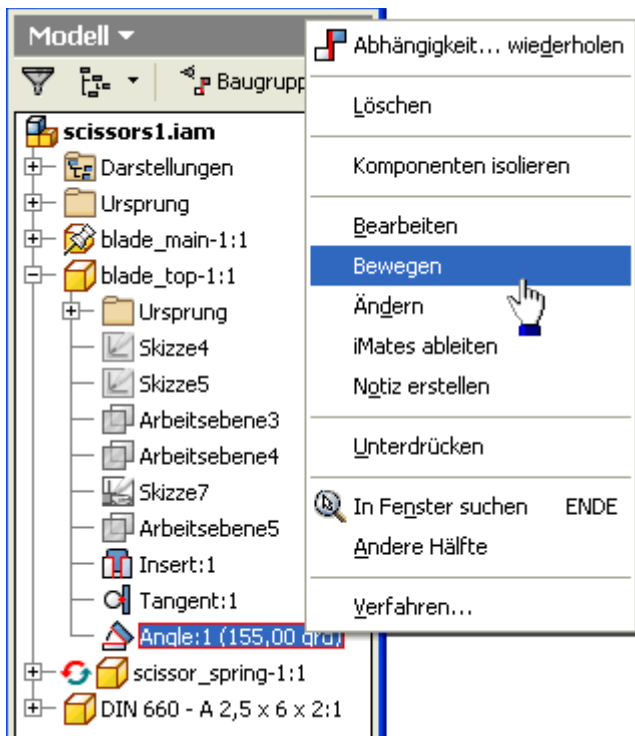 Modell
Baugrupp
scissors1.iam
Darstellungen
Ursprung
blade_main-1:1
blade_top-1:1
Ursprung
Skizze4
Skizze5
Arbeitsebene3
Arbeitsebene4
Skizze7
Arbeitsebene5
Insert:1
Tangent:1
Angle:1 (155,00 grd)
scissor_spring-1:1
DIN 660 - A 2,5 x 6 x 2:1
Abhängigkeit... wiederholen
Löschen
Komponenten isolieren
Bearbeiten
Bewegen
Ändern
iMates ableiten
Notiz erstellen
Unterdrücken
In Fenster suchen ENDE
Andere Hälfte
Verfahren...